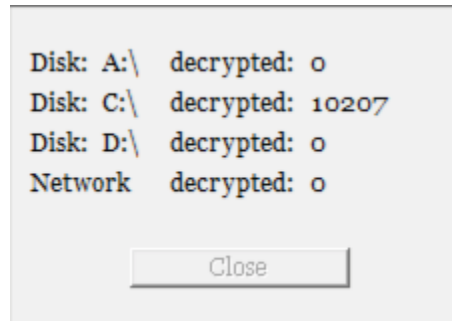 Disk: A:\ decrypted: 0
Disk: C:\ decrypted: 10207
Disk: D:\ decrypted: 0
Network decrypted: 0
Close